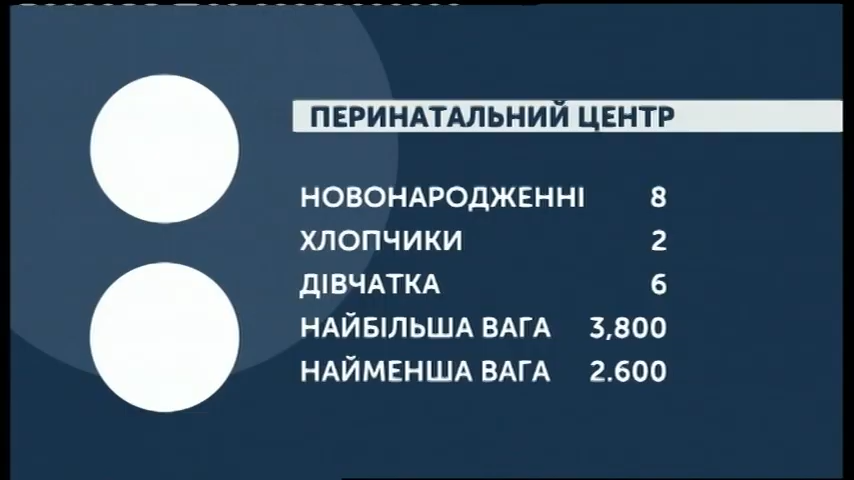 ПЕРИНАТАЛЬНИЙ ЦЕНТР
НОВОНАРОДЖЕННІ 8
ХЛОПЧИКИ 2
ДІВЧАТКА 6
НАЙБІЛЬША ВАГА 3,800
НАЙМЕНША ВАГА 2.600